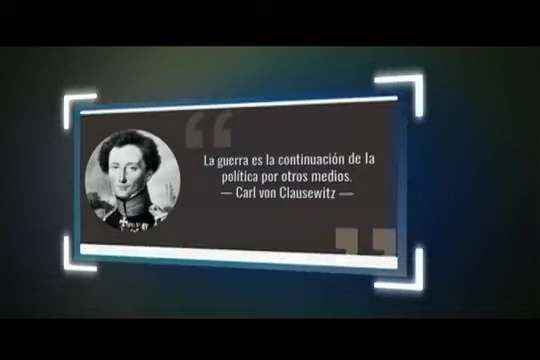 La guerra es la continuación de la
política por otros medios.
— Carl von Clausewitz —